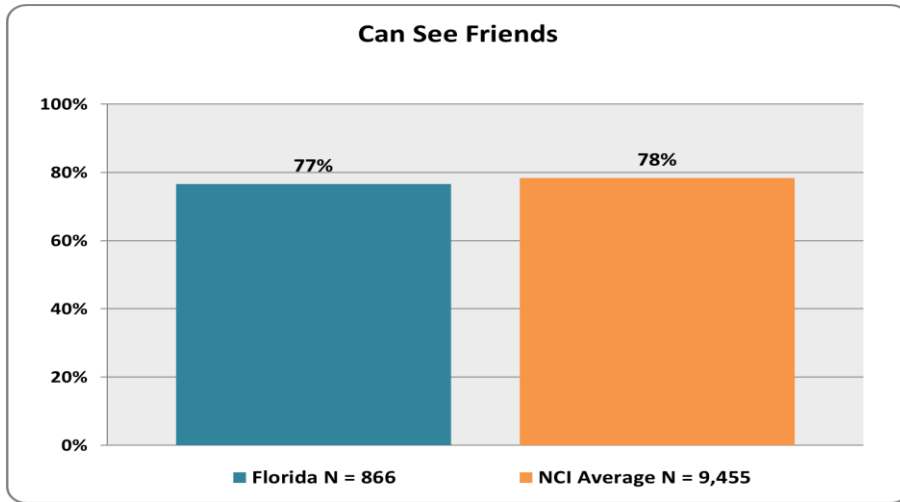 Can See Friends
100%
80%
60%
40%
20%
0%
77%
78%
Florida N = 866
NCI Average N = 9,455